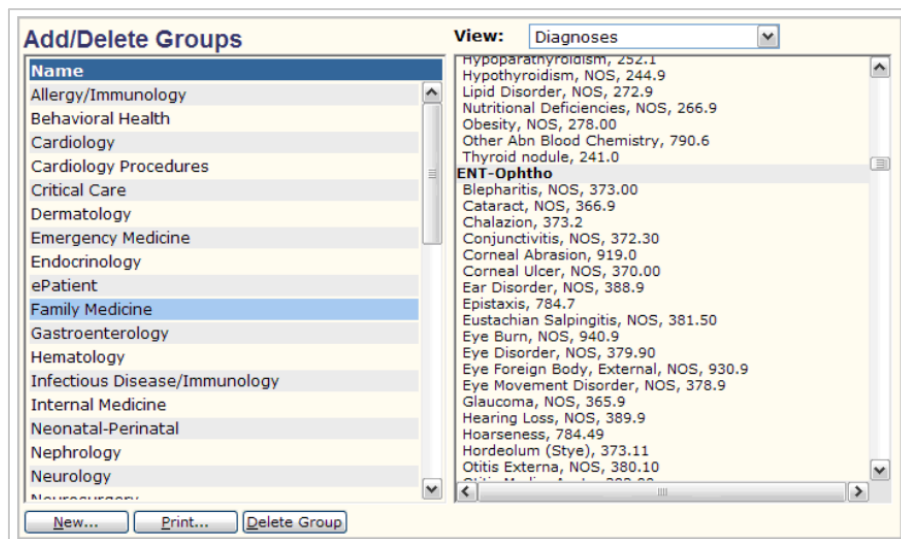 Add/Delete Groups
Name
Allergy/Immunology
Behavioral Health
Cardiology
Cardiology Procedures
Critical Care
Dermatology
Emergency Medicine
Endocrinology
ePatient
Family Medicine
Gastroenterology
Hematology
Infectious Disease/Immunology
Internal Medicine
Neonatal-Perinatal
Nephrology
Neurology
Neurosurgery
New...
Print...
Delete Group
View: Diagnoses
Hypoparathyroidism, 252.1
Hypothyroidism, NOS, 244.9
Lipid Disorder, NOS, 272.9
Nutritional Deficiencies, NOS, 266.9
Obesity, NOS, 278.00
Other Abn Blood Chemistry, 790.6
Thyroid nodule, 241.0
ENT-Ophtho
Blepharitis, NOS, 373.00
Cataract, NOS, 366.9
Chalazion, 373.2
Conjunctivitis, NOS, 372.30
Corneal Abrasion, 919.0
Corneal Ulcer, NOS, 370.00
Ear Disorder, NOS, 388.9
Epistaxis, 784.7
Eustachian Salpingitis, NOS, 381.50
Eye Burn, NOS, 940.9
Eye Disorder, NOS, 379.90
Eye Foreign Body, External, NOS, 930.9
Eye Movement Disorder, NOS, 378.9
Glaucoma, NOS, 365.9
Hearing Loss, NOS, 389.9
Hoarseness, 784.49
Hordeolum (Stye), 373.11
Otitis Externa, NOS, 380.10